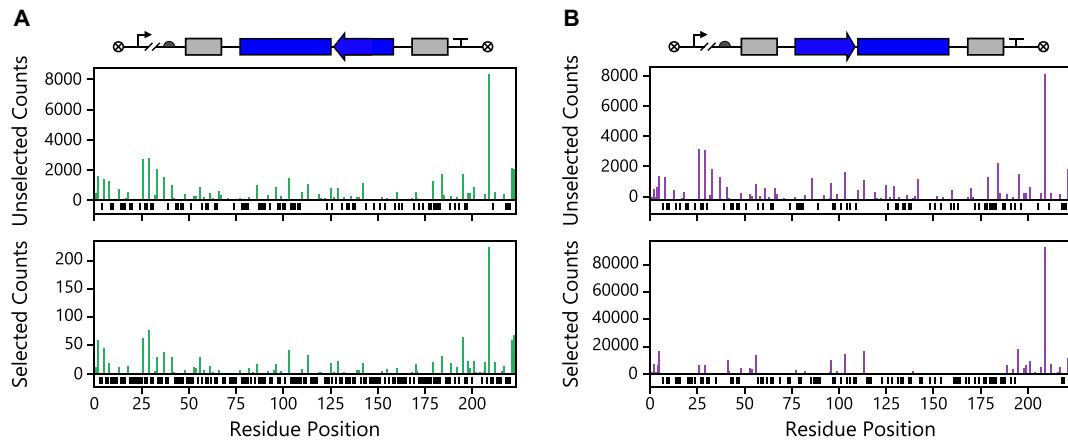 A
B
Unselected Counts
8000
6000
4000
2000
0
Unselected Counts
8000
6000
4000
2000
0
Selected Counts
200
150
100
50
0
Selected Counts
80000
60000
40000
20000
0
0 25 50 75 100 125 150 175 200
0 25 50 75 100 125 150 175 200
Residue Position
Residue Position